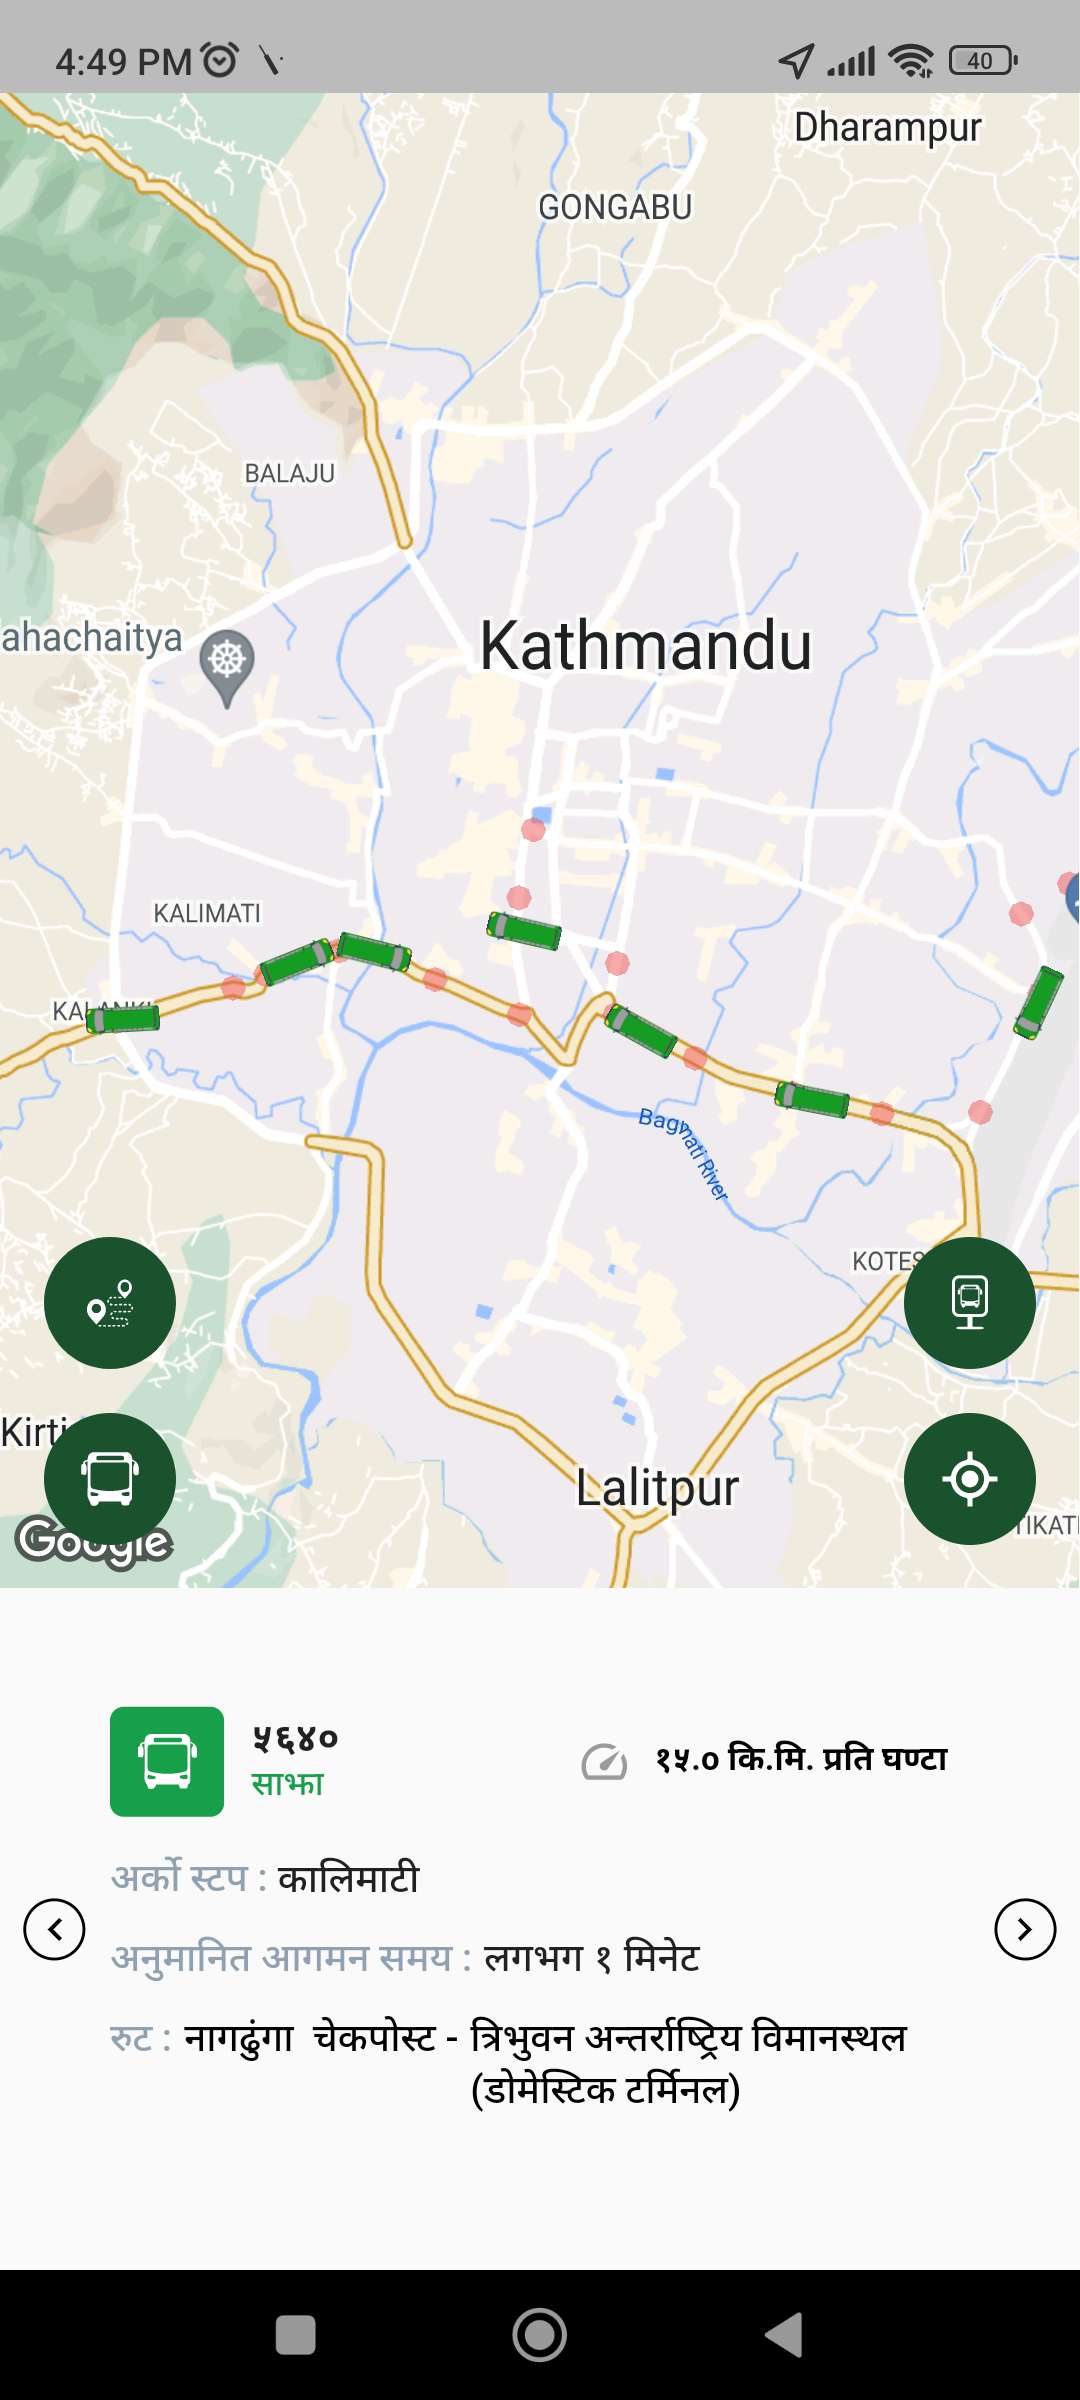 4:49 PM
40
Dharampur
GONGABU
BALAJU
ahachaitya
Kathmandu
KALIMATI
KALANKI
Bagmati River
KOTES
Kirti
Lalitpur
TIKATH
Google
५६४०
साझा
१५.० कि.मि. प्रति घण्टा
अर्को स्टप : कालिमाटी
अनुमानित आगमन समय : लगभग १ मिनेट
रुट : नागढुंगा चेकपोस्ट - त्रिभुवन अन्तर्राष्ट्रिय विमानस्थल
(डोमेस्टिक टर्मिनल)